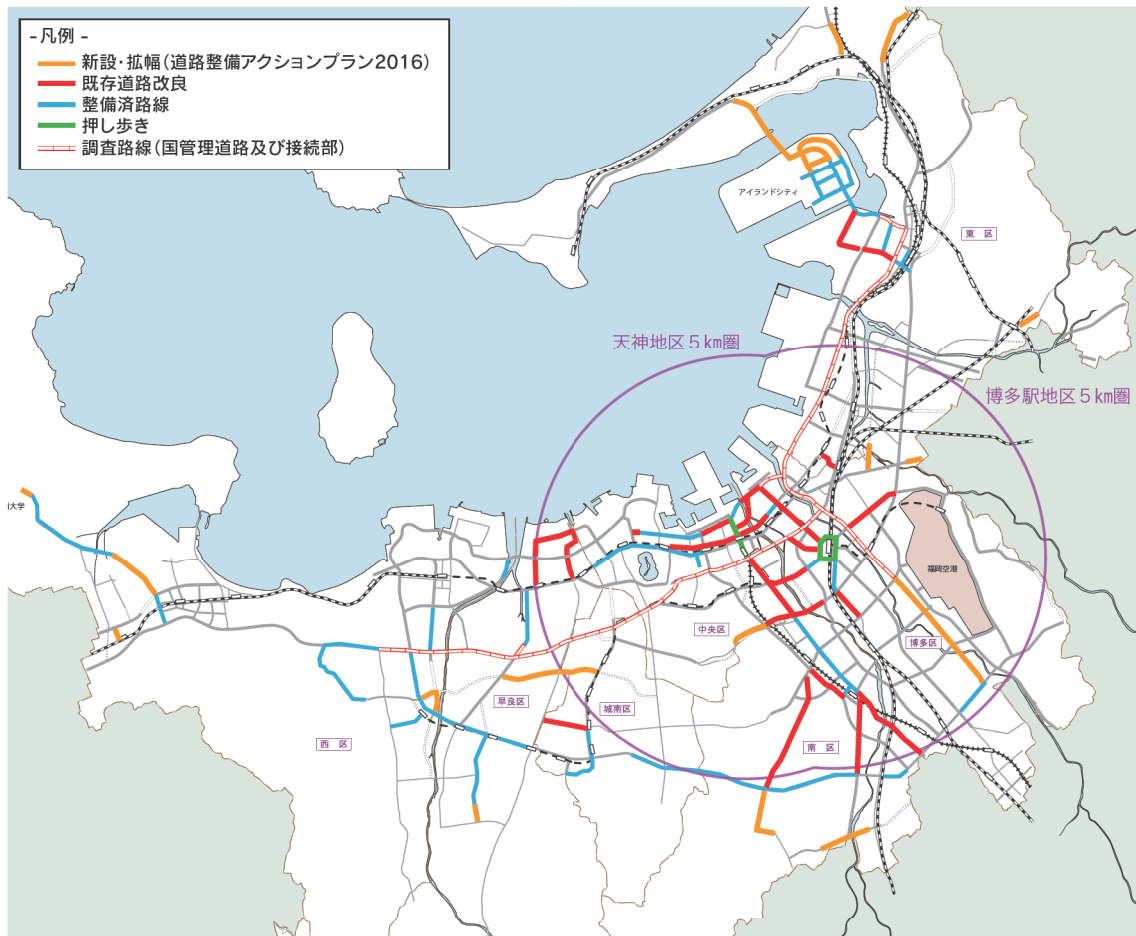 -凡例-
新設・拡幅(道路整備アクションプラン2016)
既存道路改良
整備済路線
押し歩き
調査路線(国管理道路及び接続部)
アイランドシティ
東 区
天神地区5km圏
博多駅地区5km圏
大学
福岡空港
中央区
博多区
早良区
城南区
西 区
南 区